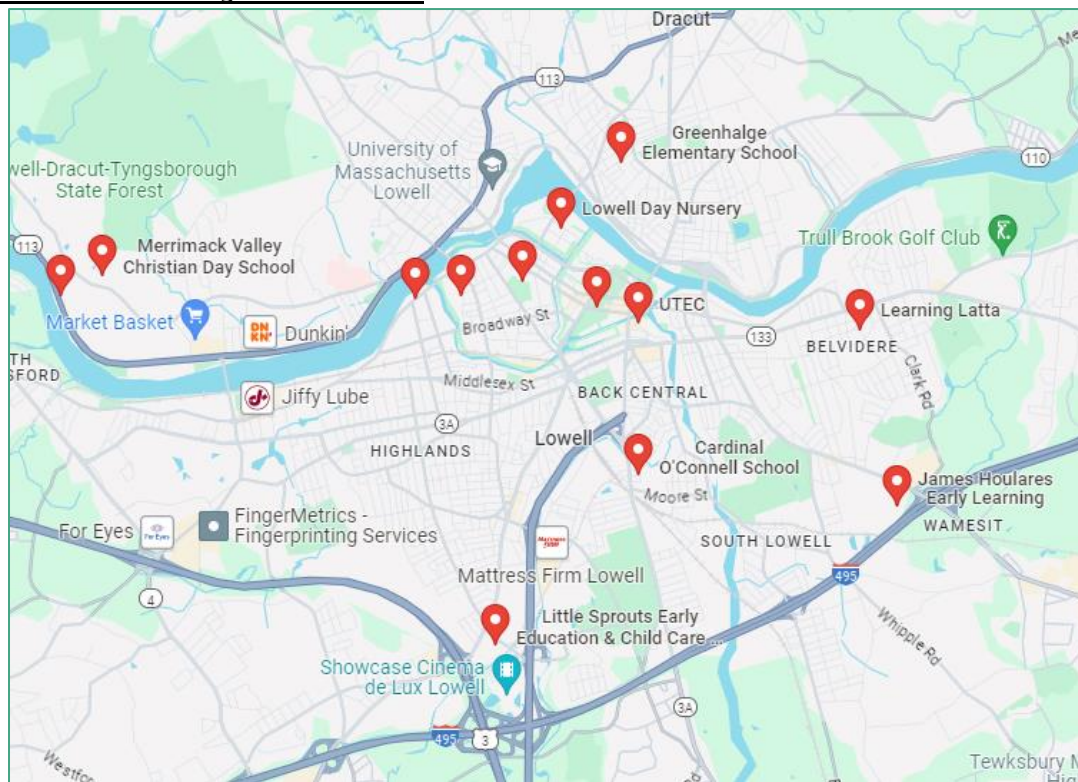 Dracut
113
Greenhalge
Elementary School
University of
Massachusetts
Lowell
110
well-Dracut-Tyngsborough
State Forest
Lowell Day Nursery
Trull Brook Golf Club
113
Merrimack Valley
Christian Day School
UTEC
Learning Latta
Market Basket
DN
KN'
Dunkin'
Broadway St
133
BELVIDERE
TH
SFORD
Middlesex St
BACK CENTRAL
Clark Rd
Jiffy Lube
3A
Lowell
HIGHLANDS
Cardinal
O'Connell School
Moore St
James Houlares
Early Learning
WAMESIT
For Eyes
FingerMetrics -
Fingerprinting Services
SOUTH LOWELL
Mattress Firm Lowell
495
4
Little Sprouts Early
Education & Child Care ...
Whipple Rd
Showcase Cinema
de Lux Lowell
3A
495
3
Westfo
Tewksbury M